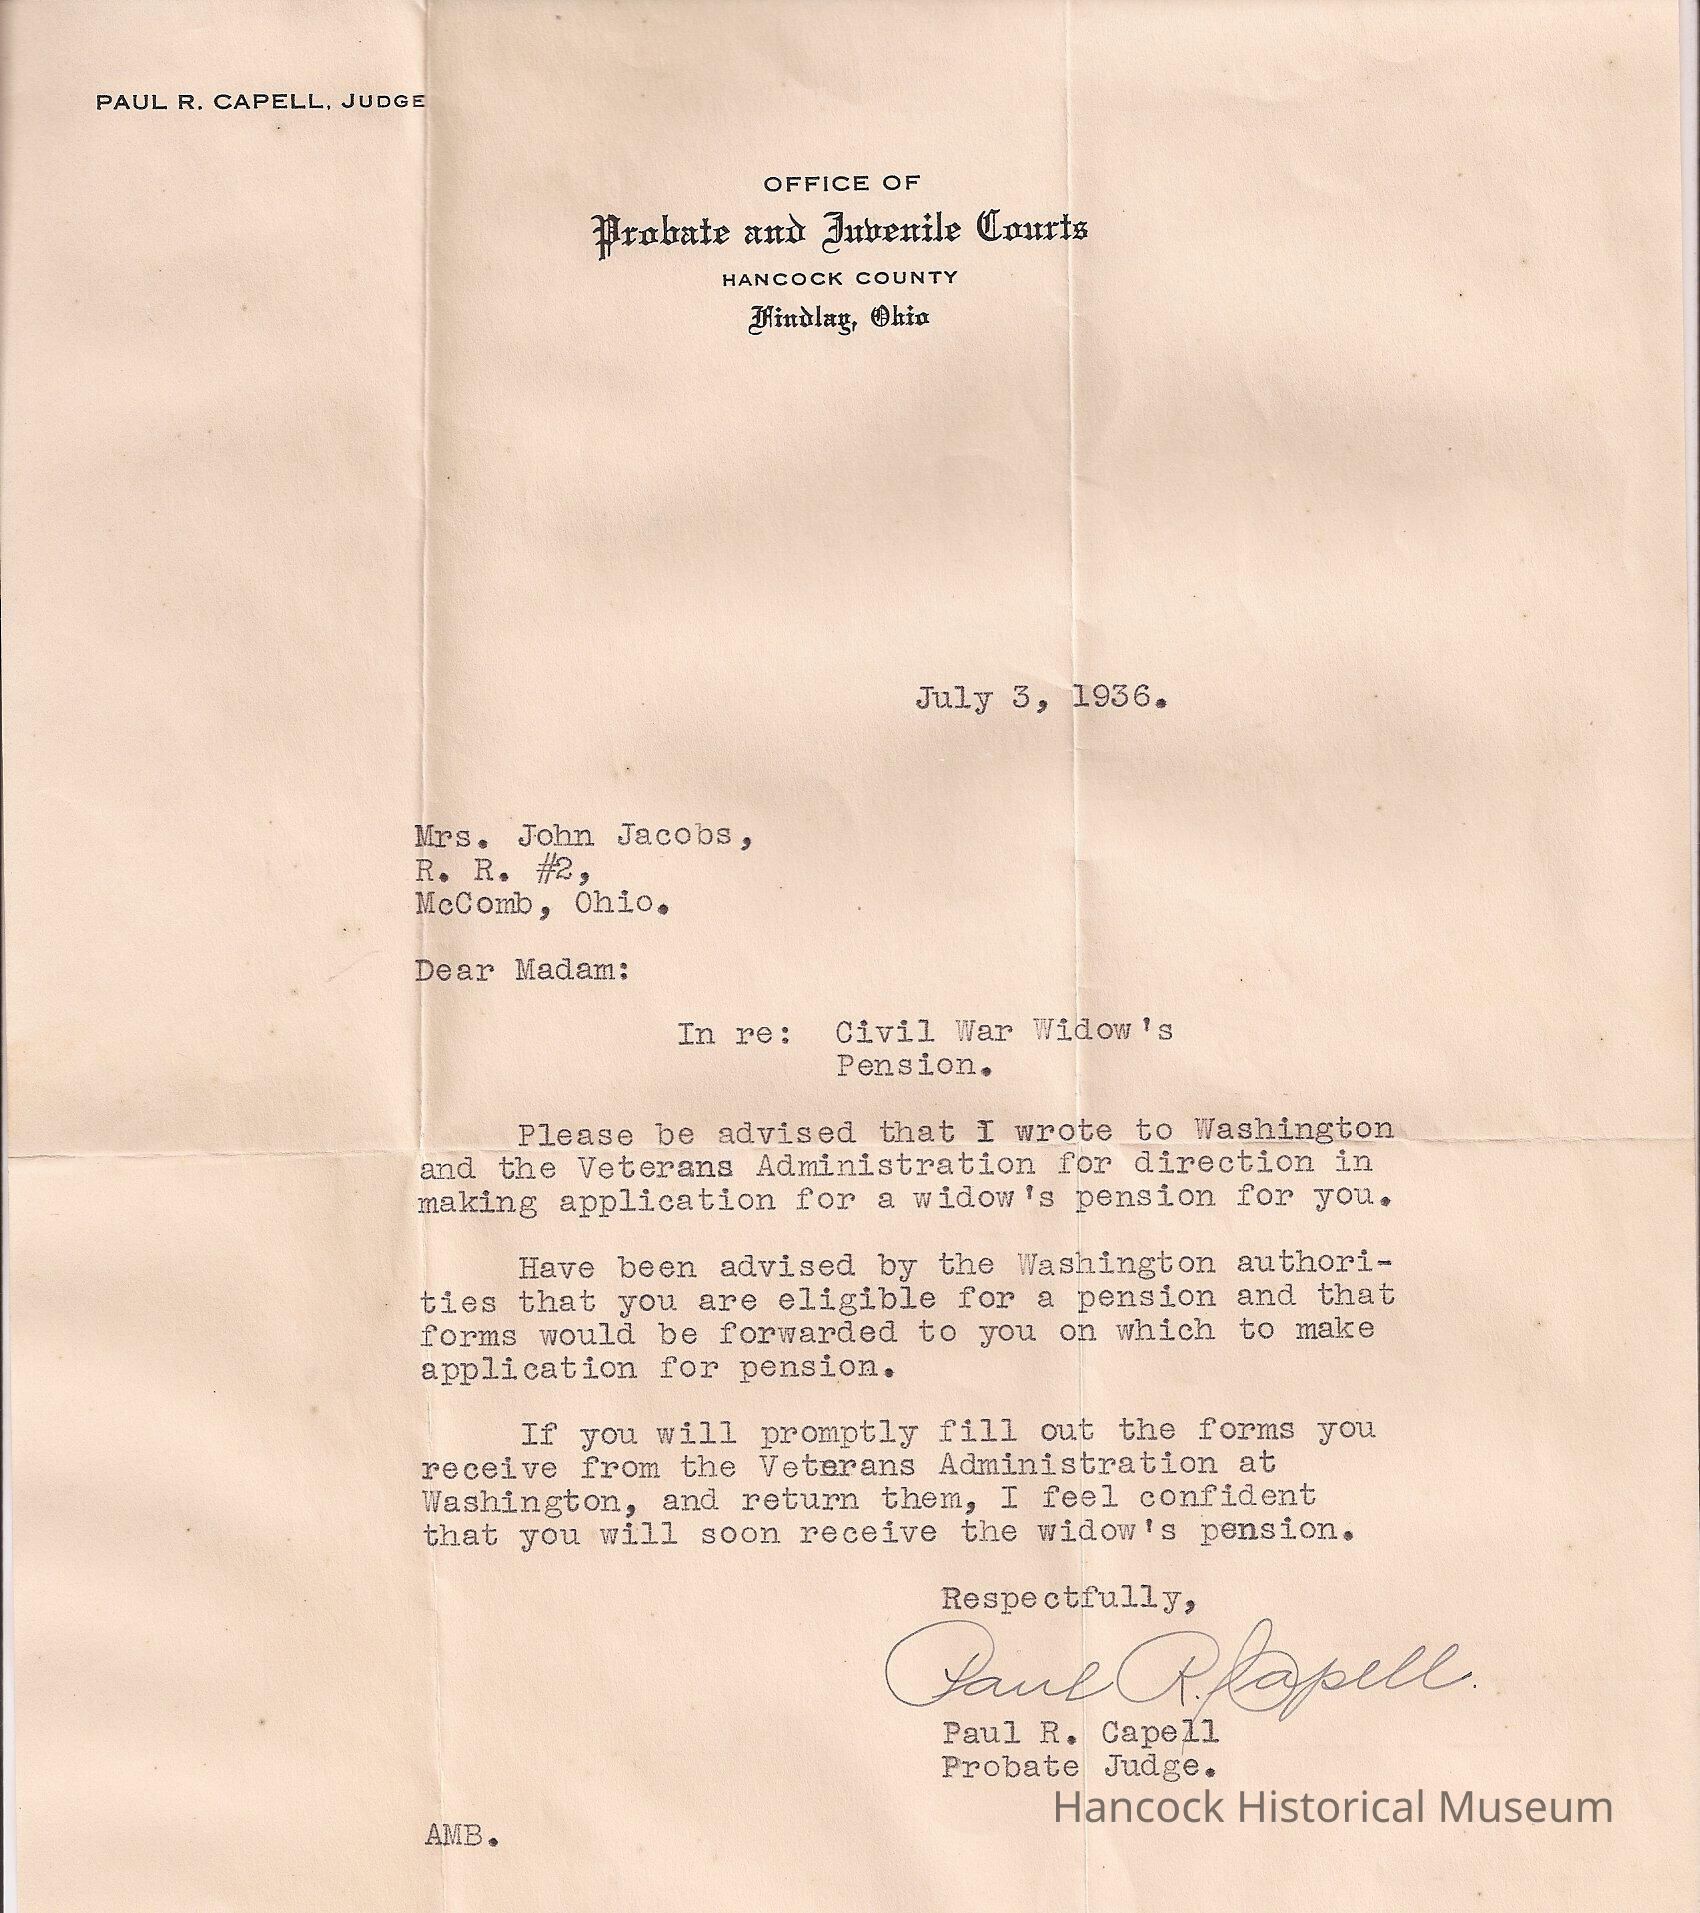 PAUL R. CAPELL, JUDGE
OFFICE OF
Probate and Juvenile Courts
HANCOCK COUNTY
Findlay, Ohio
July 3, 1936.
Mrs. John Jacobs,
R. R. #2,
McComb, Ohio.
Dear Madam:
In re: Civil War Widow's
Pension.
Please be advised that I wrote to Washington
and the Veterans Administration for direction in
making application for a widow's pension for you.
Have been advised by the Washington authori-
ties that you are eligible for a pension and that
forms would be forwarded to you on which to make
application for pension.
If you will promptly fill out the forms you
receive from the Veterans Administration at
Washington, and return them, I feel confident
that you will soon receive the widow's pension.
Respectfully,
Paul R. Capell.
Paul R. Capell
Probate Judge.
Hancock Historical Museum
AMB.